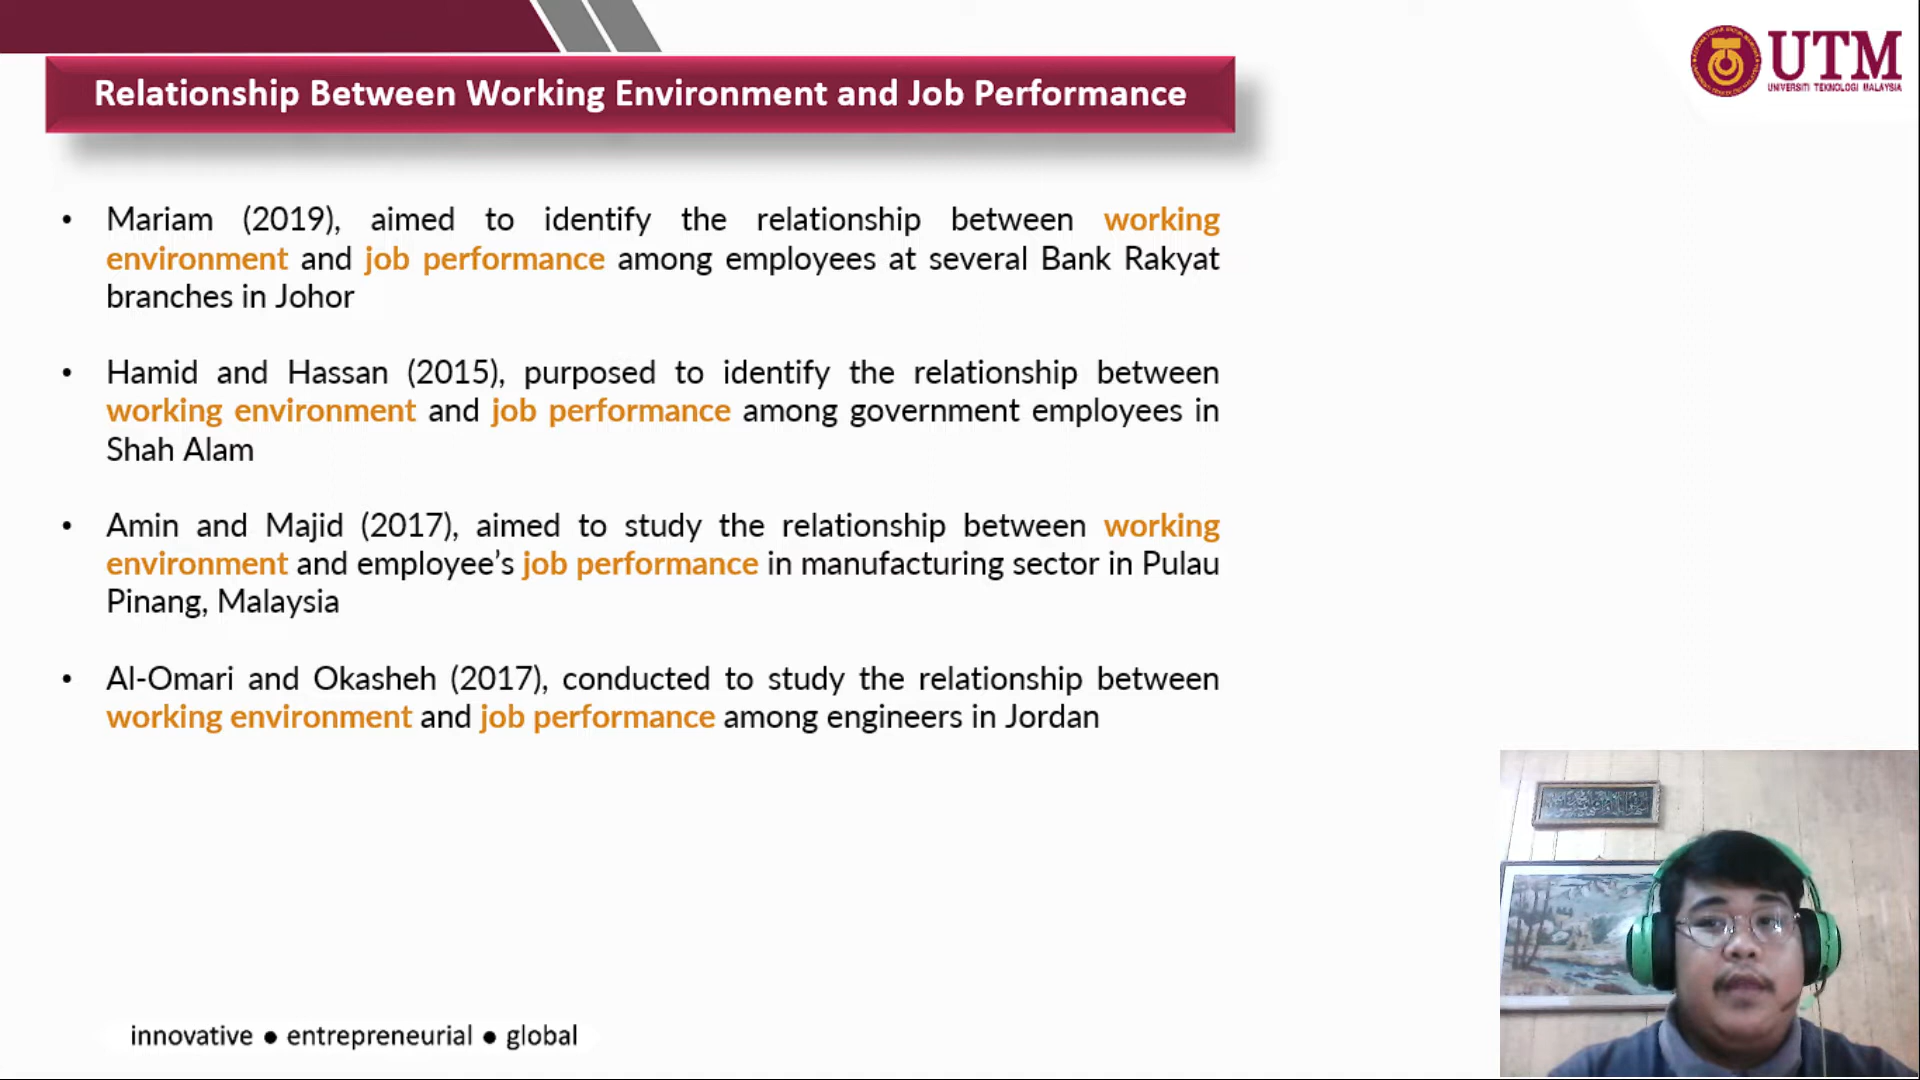 Relationship Between Working Environment and Job Performance
UTM
UNIVERSITI TEKNOLOGI MALAYSIA
• Mariam (2019), aimed to identify the relationship between working
environment and job performance among employees at several Bank Rakyat
branches in Johor
• Hamid and Hassan (2015), purposed to identify the relationship between
working environment and job performance among government employees in
Shah Alam
• Amin and Majid (2017), aimed to study the relationship between working
environment and employee’s job performance in manufacturing sector in Pulau
Pinang, Malaysia
• Al-Omari and Okasheh (2017), conducted to study the relationship between
working environment and job performance among engineers in Jordan
innovative ● entrepreneurial ● global